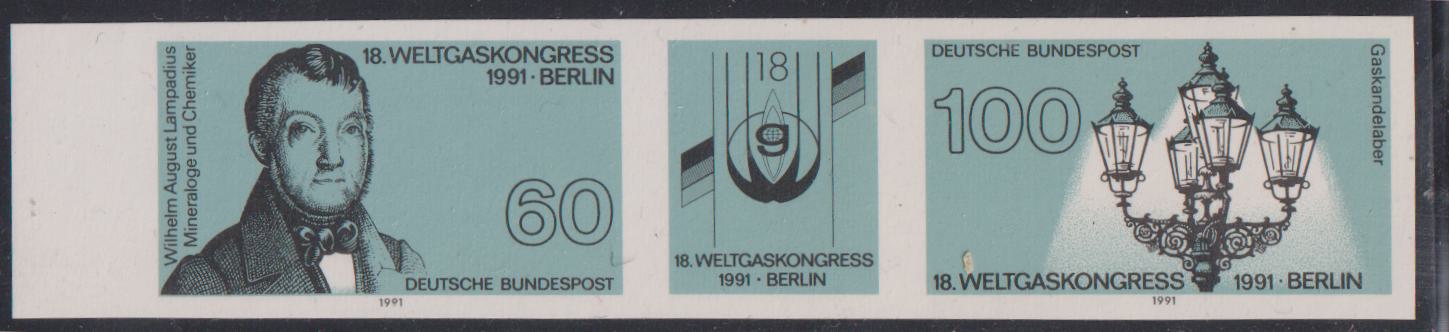 Wilhelm August Lampadius
Mineraloge und Chemiker
18. WELTGASKONGRESS
1991 · BERLIN
60
DEUTSCHE BUNDESPOST
1991
18
g
18. WELTGASKONGRESS
1991 · BERLIN
DEUTSCHE BUNDESPOST
100
Gaskandelaber
18. WELTGASKONGRESS 1991 · BERLIN
1991